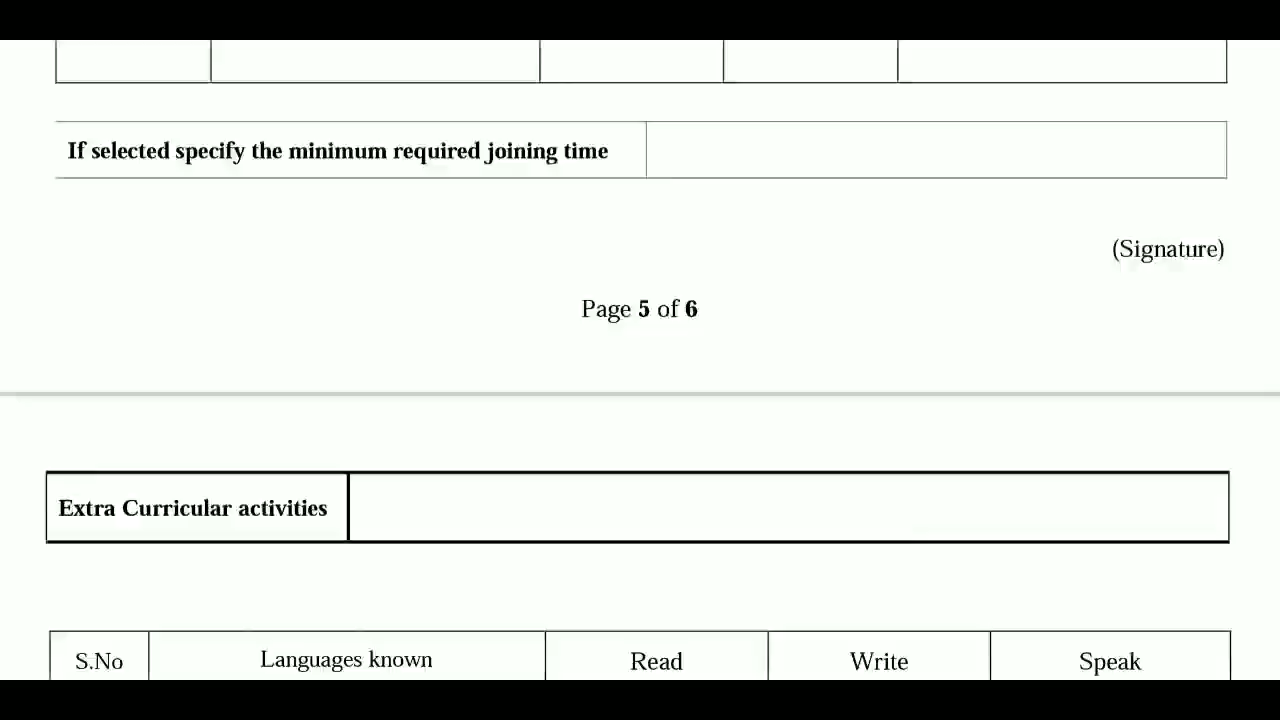 If selected specify the minimum required joining time
(Signature)
Page 5 of 6
Extra Curricular activities
S.No Languages known Read Write Speak